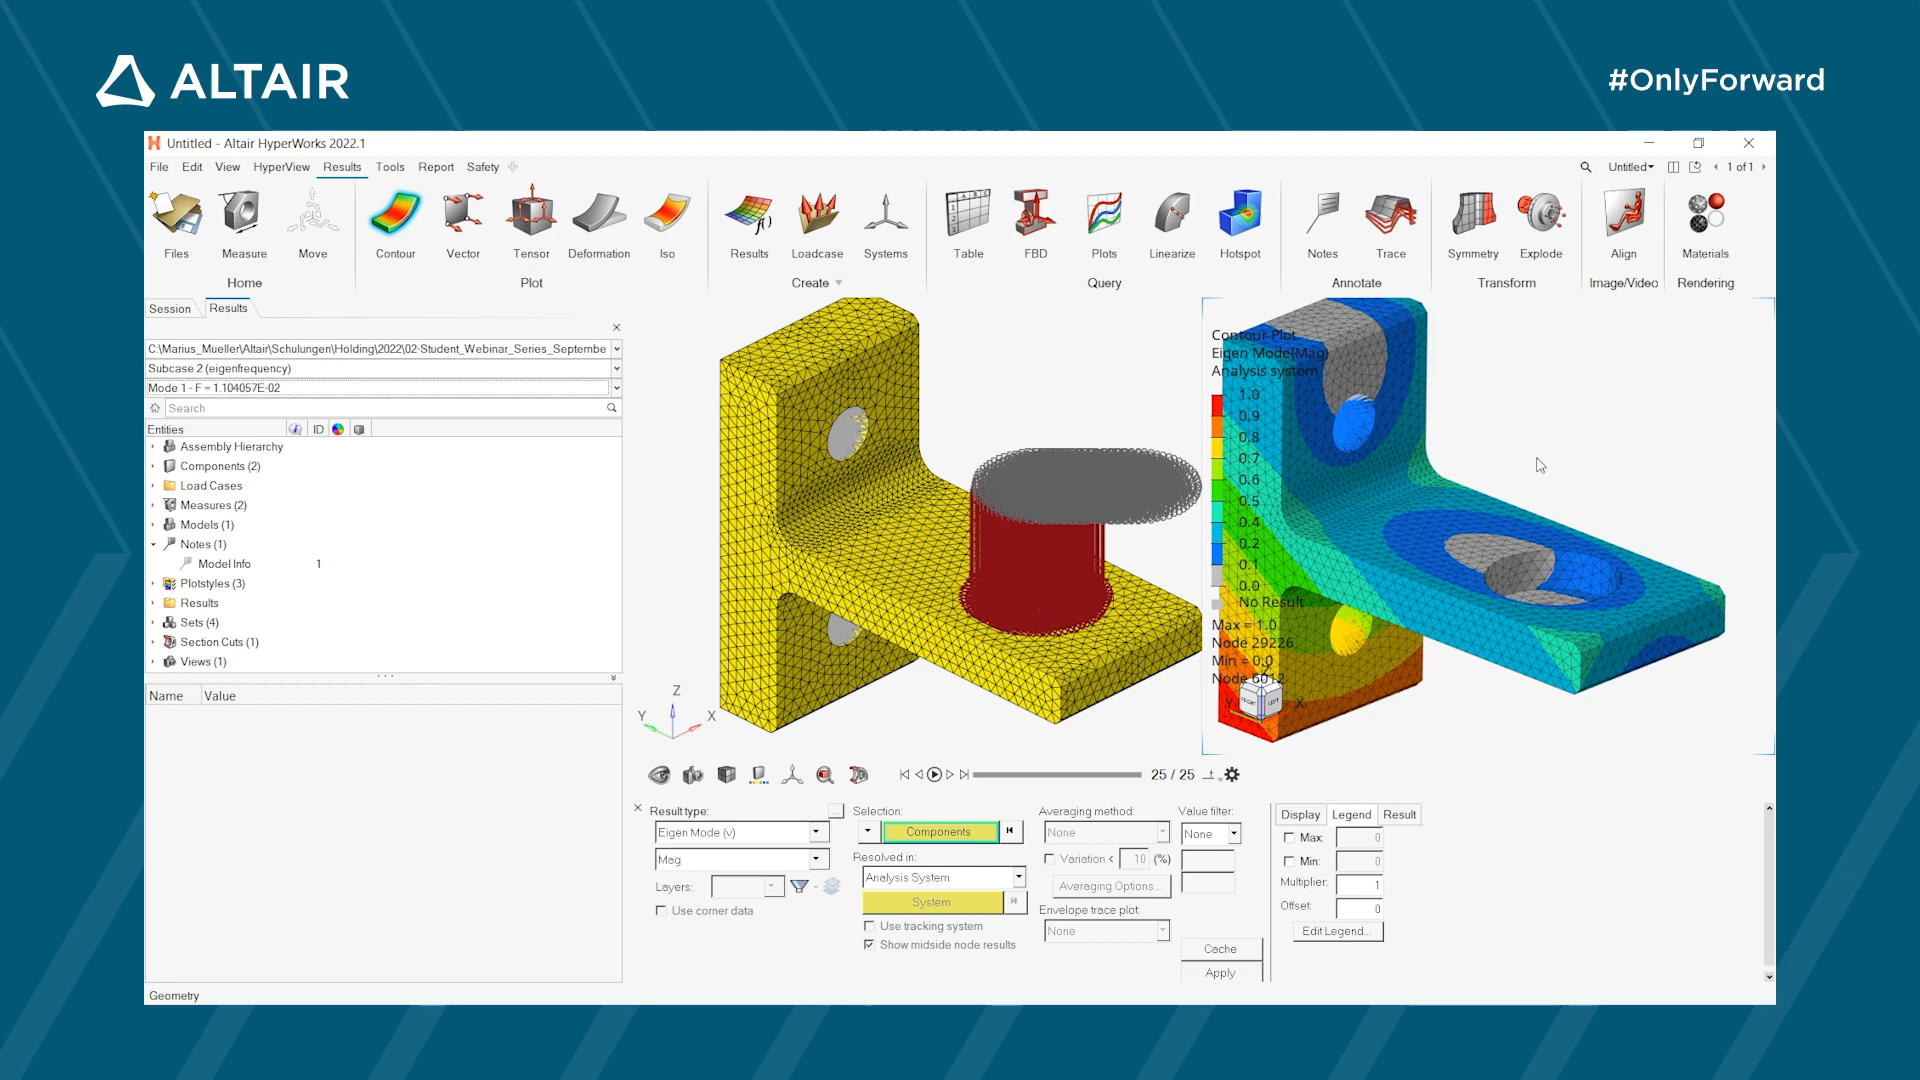 ALTAIR
#OnlyForward
Untitled - Altair HyperWorks 2022.1
File Edit View HyperView Results Tools Report Safety
Untitled
1 of 1
Files Measure Move Contour Vector Tensor Deformation Iso Results Loadcase Systems Table FBD Plots Linearize Hotspot Notes Trace Symmetry Explode Align Materials
Home Plot Create Query Annotate Transform Image/Video Rendering
Session Results
C:\Marius_Mueller\Altair\Schulungen\Holding\2022\02-Student_Webinar_Series_Septembe
Subcase 2 (eigenfrequency)
Mode 1 - F = 1.104057E-02
Search
Entities ID
Assembly Hierarchy
Components (2)
Load Cases
Measures (2)
Models (1)
Notes (1)
Model Info 1
Plotstyles (3)
Results
Sets (4)
Section Cuts (1)
Views (1)
Name Value
Z
Y X
Contour Plot
Eigen Mode(Mag)
Analysis system
1.0
0.9
0.8
0.7
0.6
0.5
0.4
0.2
0.1
0.0
No Result
Max = 1.0
Node 29226
Min = 0.0
Node 6012
Z
Y X
FRONT LEFT
25 / 25
Result type:
Eigen Mode (v)
Mag
Layers:
Use corner data
Selection:
Components
Resolved in:
Analysis System
System
Use tracking system
Show midside node results
Averaging method:
None
Variation < 10 (%)
Averaging Options...
Envelope trace plot:
None
Value filter:
None
Cache
Apply
Display Legend Result
Max: 0
Min: 0
Multiplier: 1
Offset: 0
Edit Legend...
Geometry